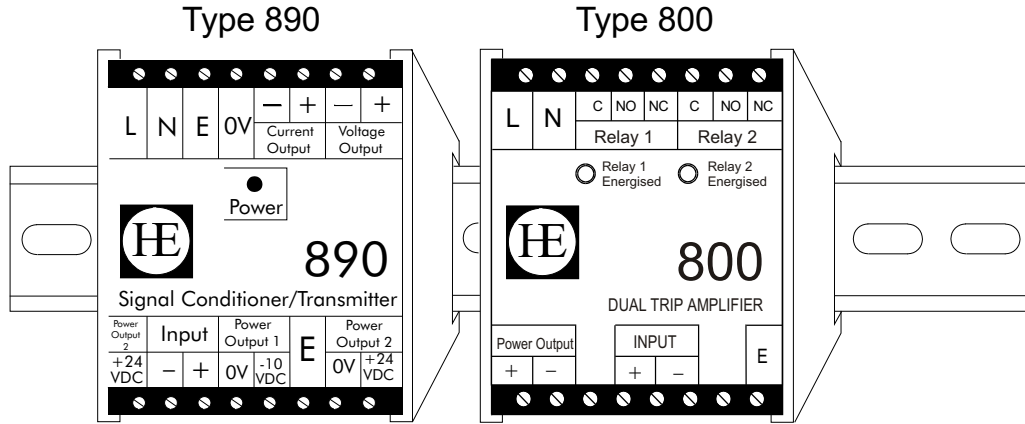 Type 890
L N E 0V − + − +
Current Output
Voltage Output
Power
HE
890
Signal Conditioner/Transmitter
Power Output 2
Input
Power Output 1
E
Power Output 2
+24 VDC
− +
0V
-10 VDC
0V
+24 VDC
Type 800
L N C NO NC C NO NC
Relay 1 Relay 2
Relay 1 Energised
Relay 2 Energised
HE
800
DUAL TRIP AMPLIFIER
Power Output
INPUT
E
+ − + −